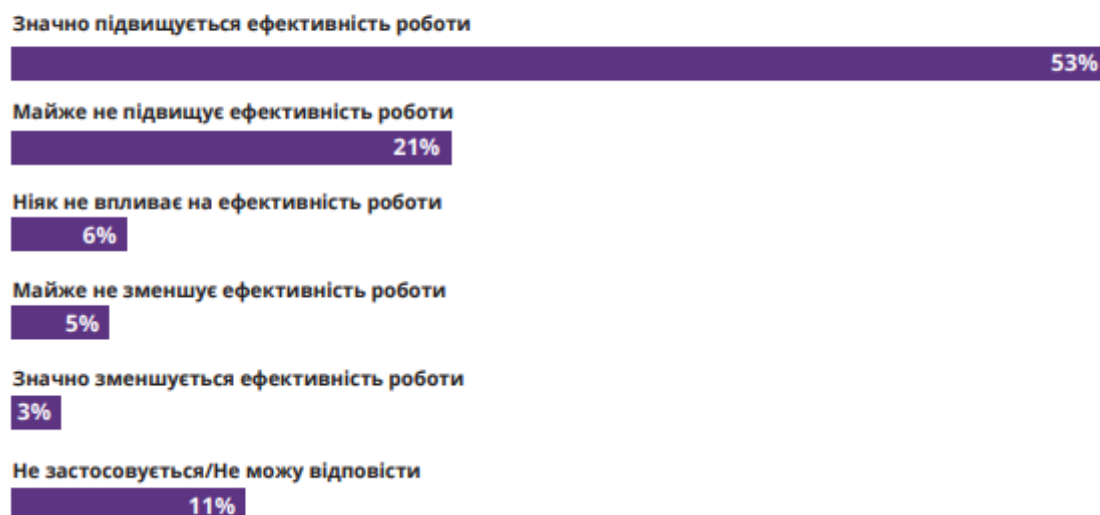 Значно підвищується ефективність роботи
53%
Майже не підвищує ефективність роботи
21%
Ніяк не впливає на ефективність роботи
6%
Майже не зменшує ефективність роботи
5%
Значно зменшується ефективність роботи
3%
Не застосовується/Не можу відповісти
11%